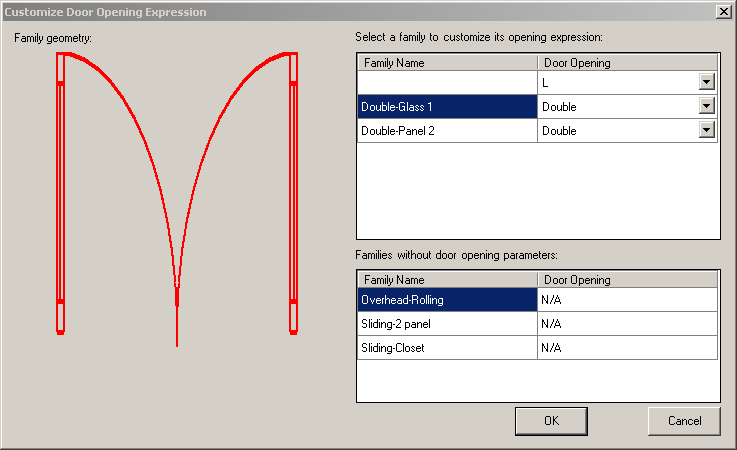 Customize Door Opening Expression
Family geometry:
Select a family to customize its opening expression:
Family Name Door Opening
L
Double-Glass 1 Double
Double-Panel 2 Double
Families without door opening parameters:
Family Name Door Opening
Overhead-Rolling N/A
Sliding-2 panel N/A
Sliding-Closet N/A
OK Cancel